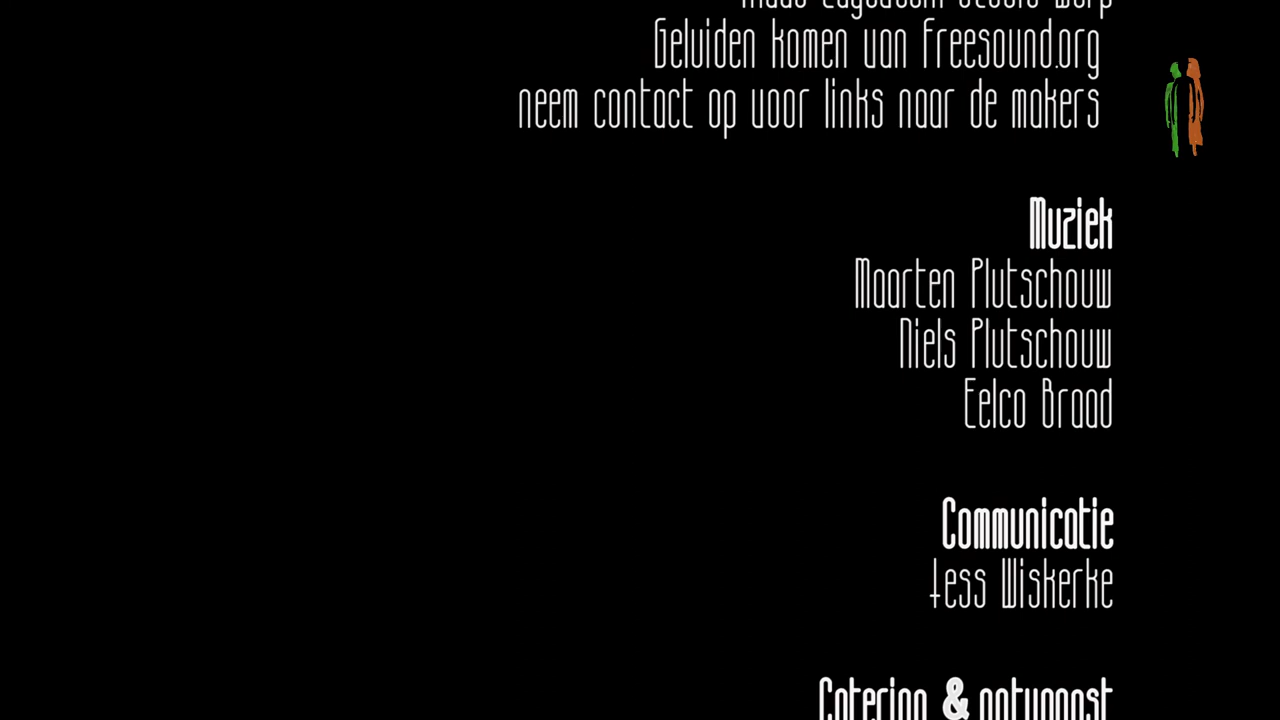 Geluiden komen van freesound.org
neem contact op voor links naar de makers
Muziek
Maarten Plutschouw
Niels Plutschouw
Eelco Braad
Communicatie
Tess Wiskerke
Catering &